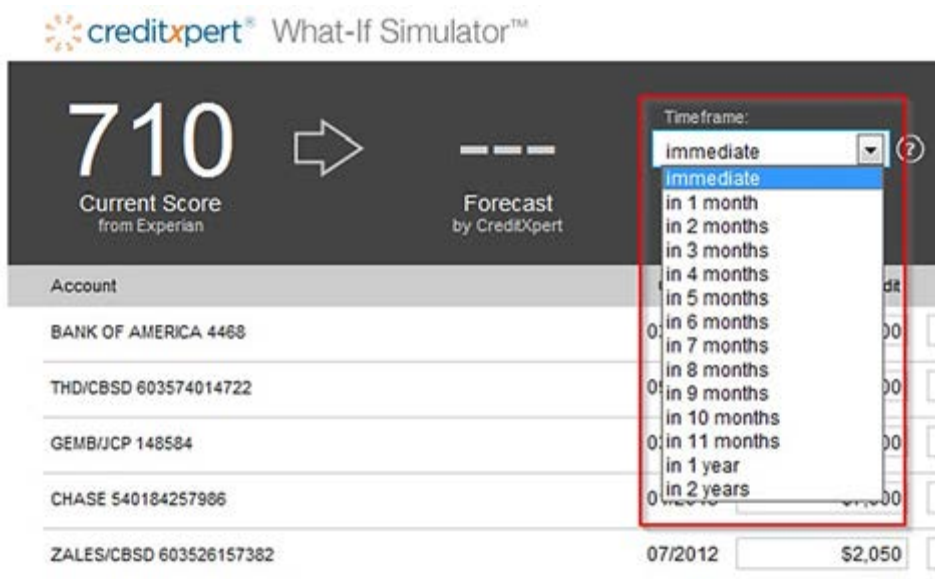 creditxpert® What-If Simulator™
710
Current Score
from Experian
---
Forecast
by CreditXpert
Timeframe:
immediate
?
immediate
in 1 month
in 2 months
in 3 months
in 4 months
in 5 months
in 6 months
in 7 months
in 8 months
in 9 months
in 10 months
in 11 months
in 1 year
in 2 years
Account
BANK OF AMERICA 4468
THD/CBSD 603574014722
GEMB/JCP 148584
CHASE 540184257986
ZALES/CBSD 603526157382 07/2012 $2,050